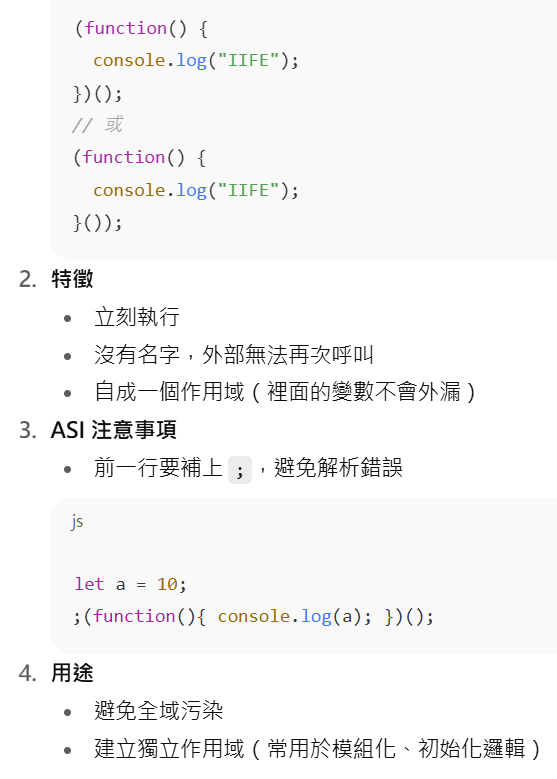 (function() {
  console.log("IIFE");
})();
// 或
(function() {
  console.log("IIFE");
}());
2. 特徵
• 立刻執行
• 沒有名字，外部無法再次呼叫
• 自成一個作用域（裡面的變數不會外漏）
3. ASI 注意事項
• 前一行要補上 ;，避免解析錯誤
js
let a = 10;
;(function(){ console.log(a); })();
4. 用途
• 避免全域污染
• 建立獨立作用域（常用於模組化、初始化邏輯）